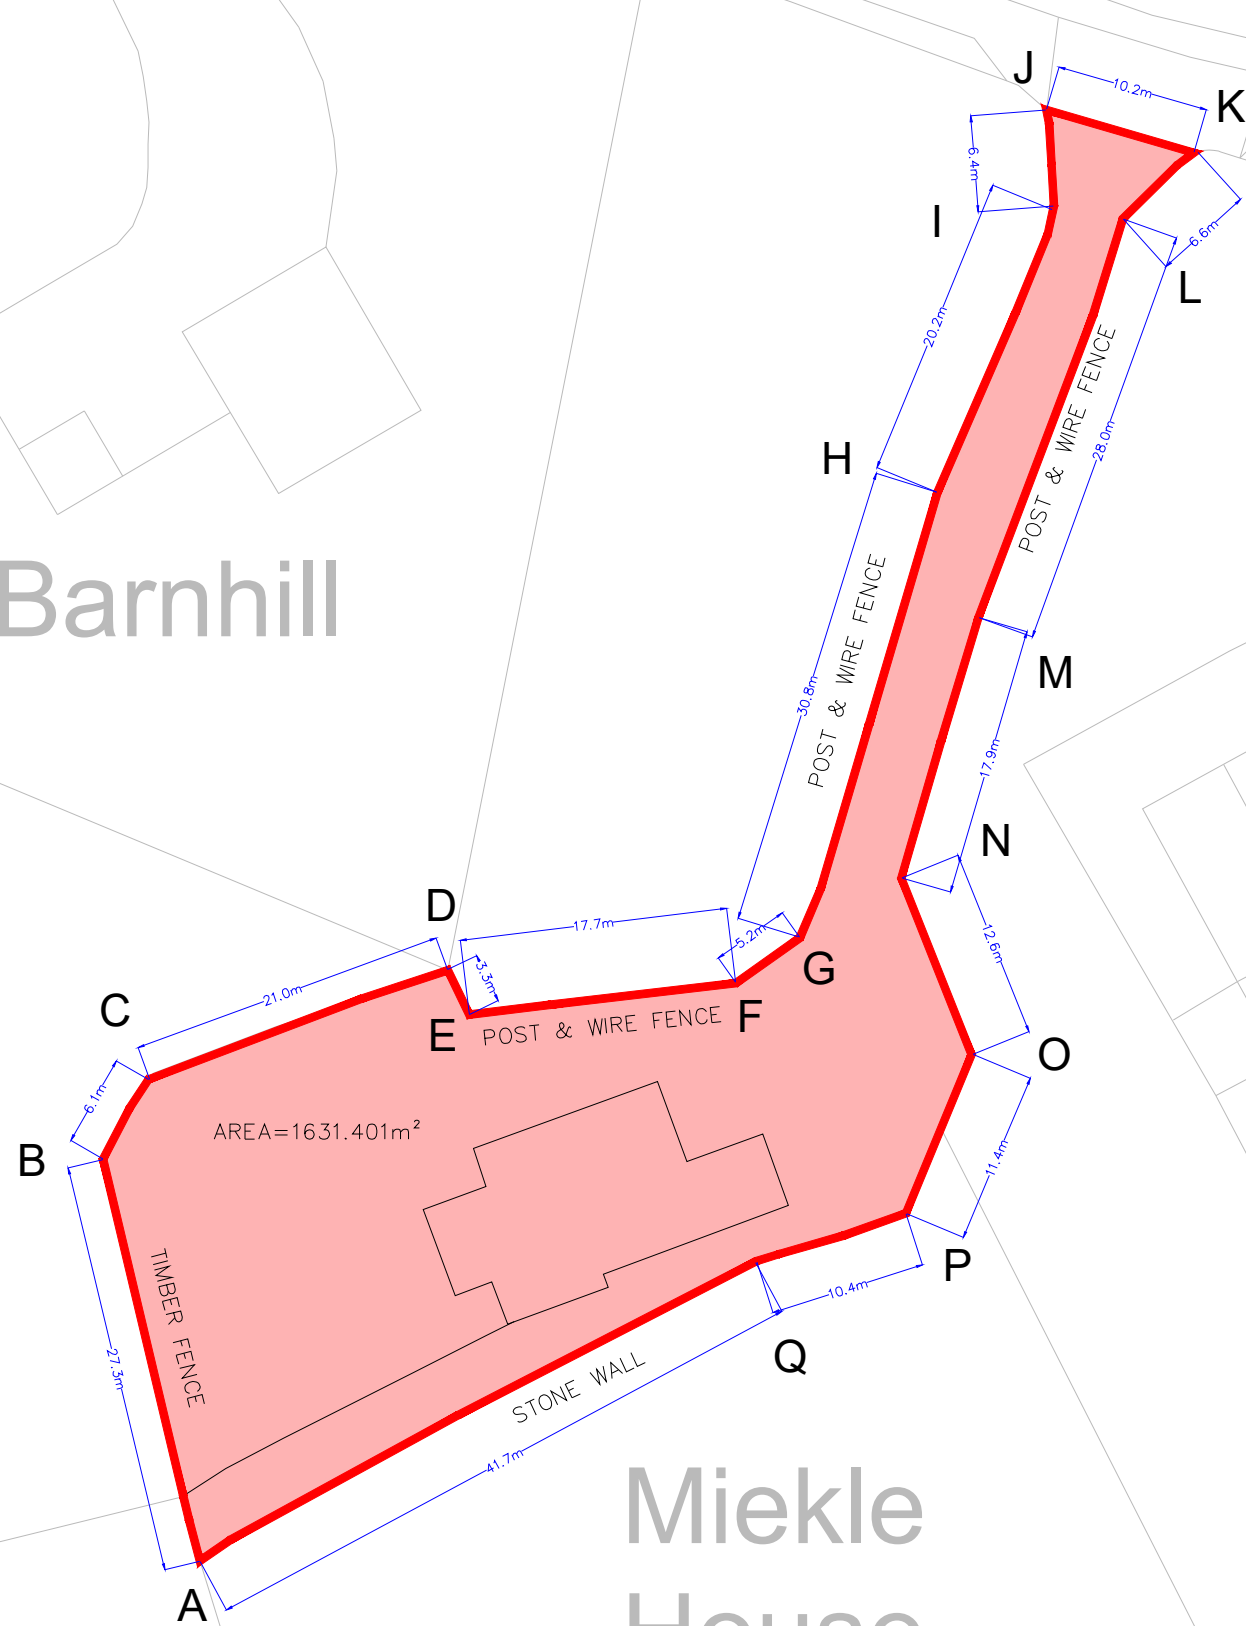 J
10.2m
K
6.4m
I
6.6m
L
20.2m
POST & WIRE FENCE
28.0m
H
Barnhill
POST & WIRE FENCE
30.8m
M
17.9m
N
D
17.7m
5.2m
12.6m
3.3m
G
21.0m
C
F
E
POST & WIRE FENCE
O
6.1m
AREA=1631.401m²
B
11.4m
P
TIMBER FENCE
10.4m
27.3m
Q
STONE WALL
41.7m
Miekle
House
A